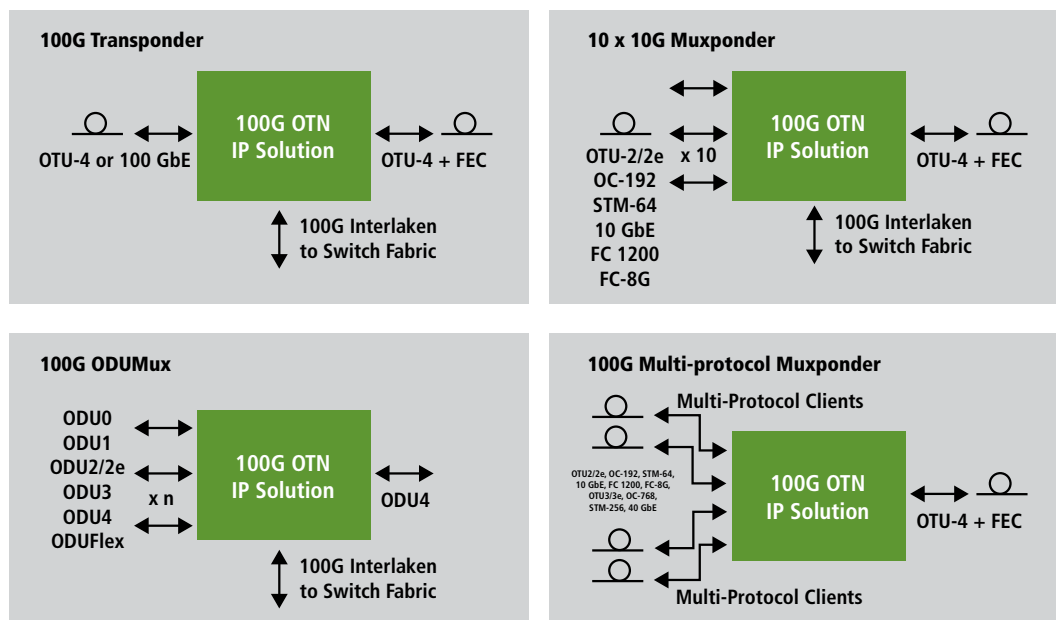 100G Transponder
OTU-4 or 100 GbE
100G OTN
IP Solution
OTU-4 + FEC
100G Interlaken
to Switch Fabric
10 x 10G Muxponder
OTU-2/2e
x 10
OC-192
STM-64
10 GbE
FC 1200
FC-8G
100G OTN
IP Solution
OTU-4 + FEC
100G Interlaken
to Switch Fabric
100G ODUMux
ODU0
ODU1
ODU2/2e
ODU3
ODU4
ODUFlex
x n
100G OTN
IP Solution
ODU4
100G Interlaken
to Switch Fabric
100G Multi-protocol Muxponder
Multi-Protocol Clients
OTU2/2e, OC-192, STM-64,
10 GbE, FC 1200, FC-8G,
OTU3/3e, OC-768,
STM-256, 40 GbE
100G OTN
IP Solution
OTU-4 + FEC
Multi-Protocol Clients